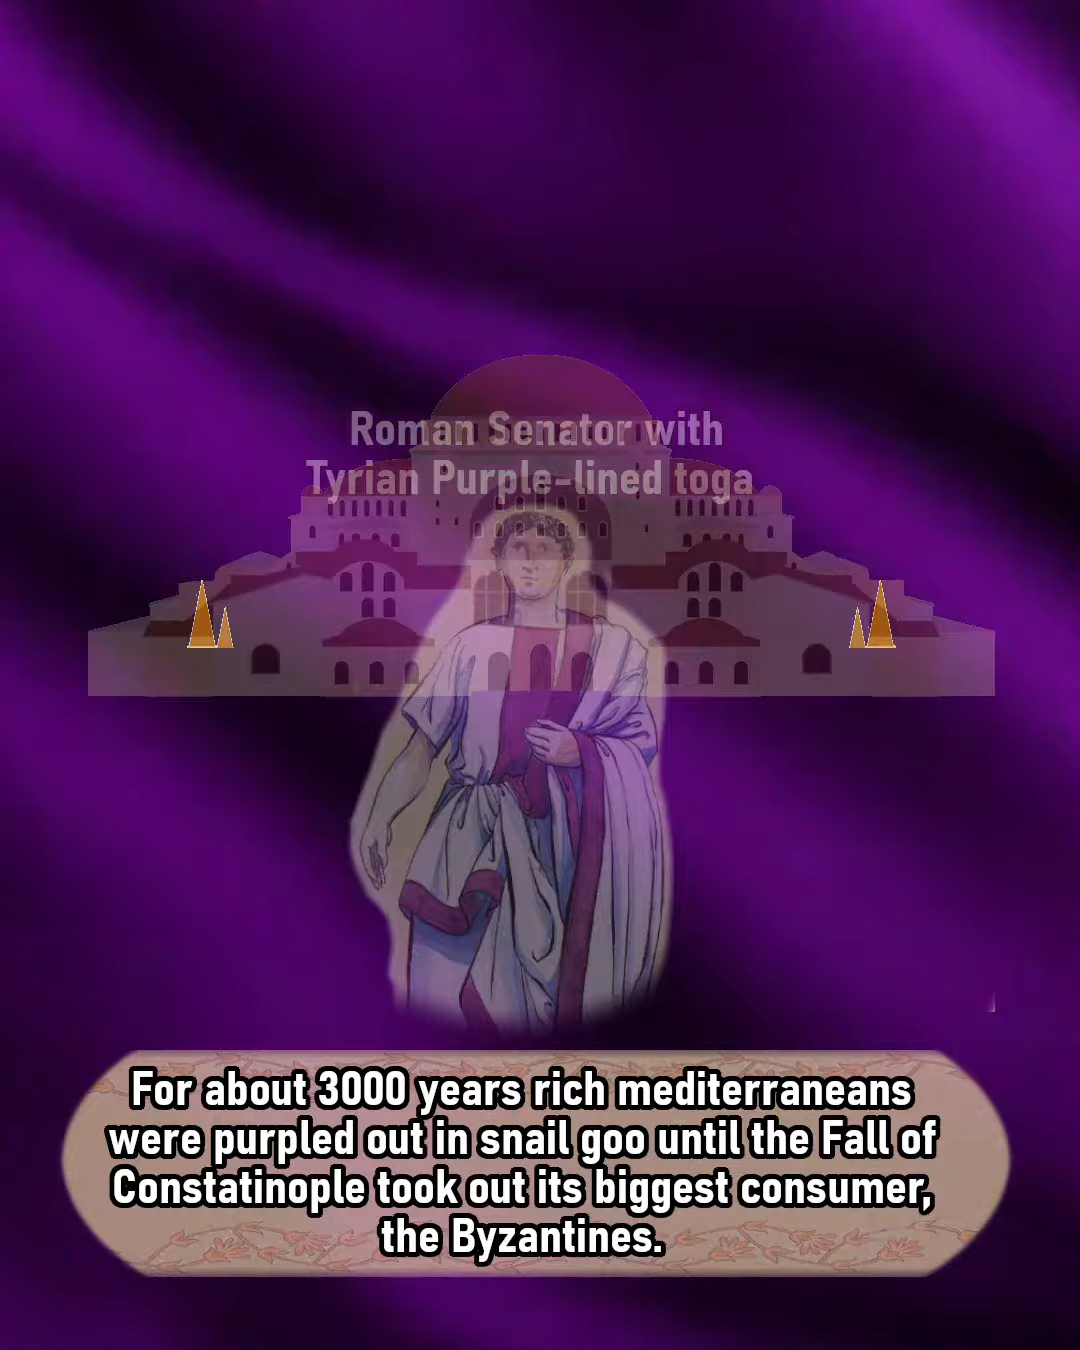 Roman Senator with
Tyrian Purple-lined toga
For about 3000 years rich mediterraneans
were purpled out in snail goo until the Fall of
Constatinople took out its biggest consumer,
the Byzantines.